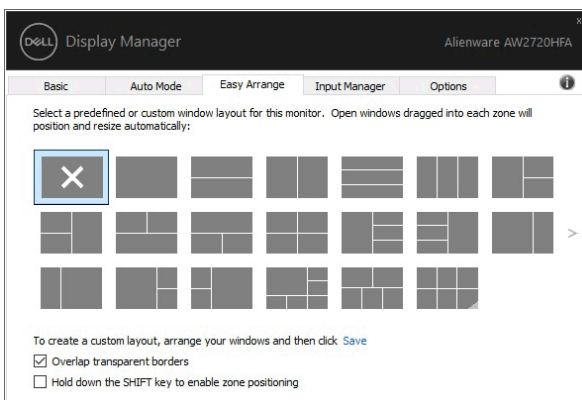 DELL Display Manager
Alienware AW2720HFA
Basic
Auto Mode
Easy Arrange
Input Manager
Options
Select a predefined or custom window layout for this monitor. Open windows dragged into each zone will
position and resize automatically:
To create a custom layout, arrange your windows and then click Save
Overlap transparent borders
Hold down the SHIFT key to enable zone positioning